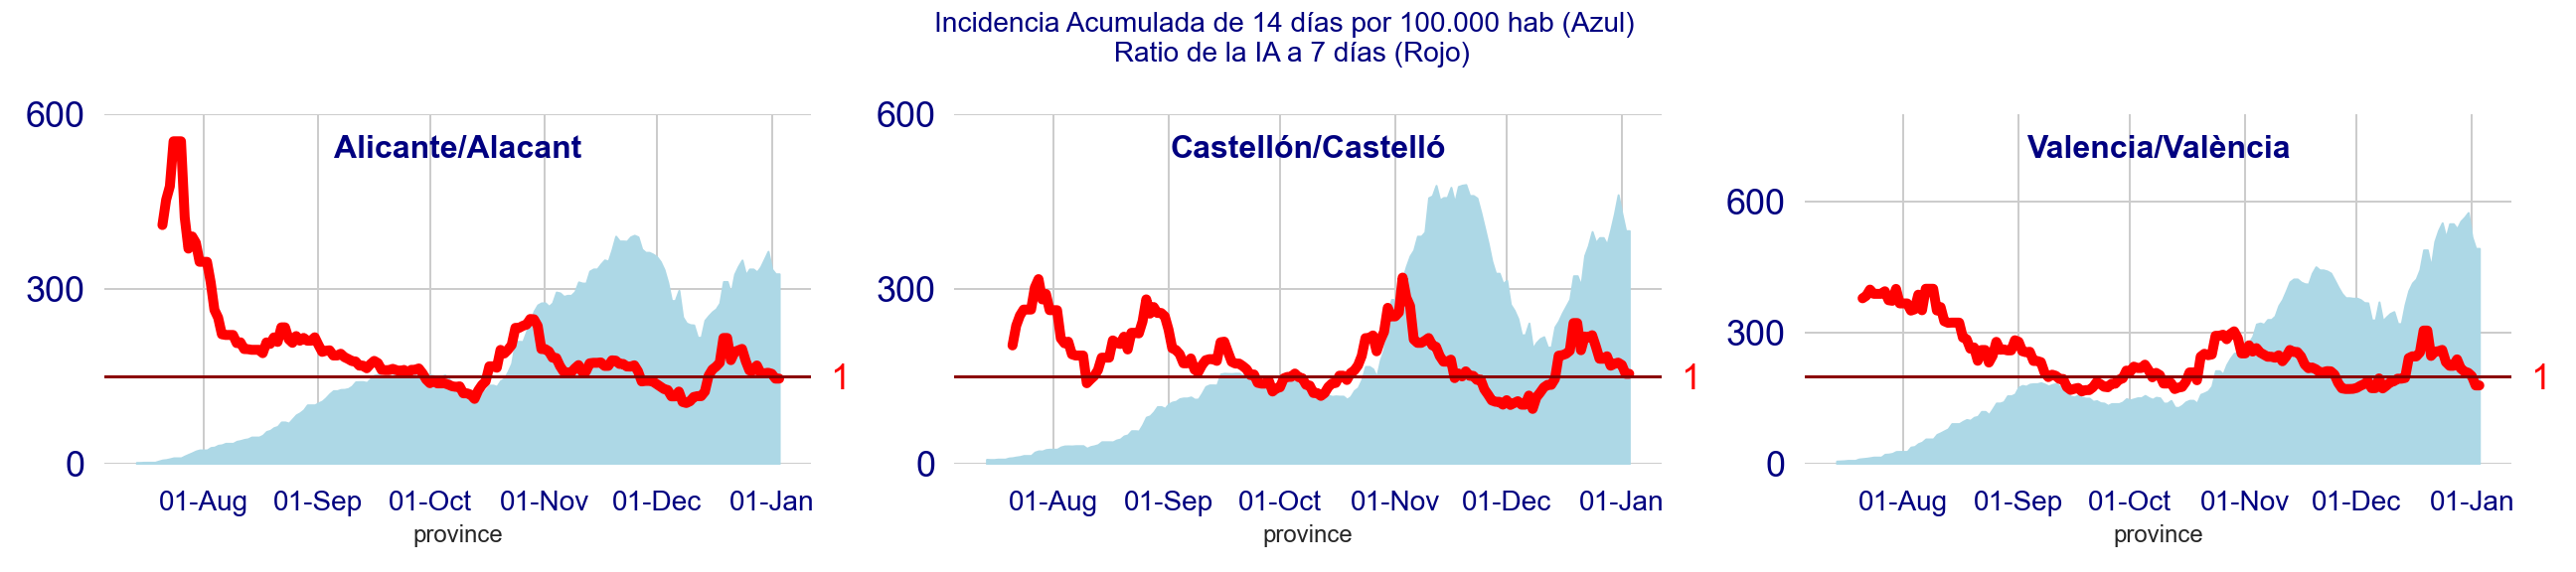 Incidencia Acumulada de 14 días por 100.000 hab (Azul)
Ratio de la IA a 7 días (Rojo)
Alicante/Alacant
600
300
0
1
01-Aug 01-Sep 01-Oct 01-Nov 01-Dec 01-Jan
province
Castellón/Castelló
600
300
0
1
01-Aug 01-Sep 01-Oct 01-Nov 01-Dec 01-Jan
province
Valencia/València
600
300
0
1
01-Aug 01-Sep 01-Oct 01-Nov 01-Dec 01-Jan
province